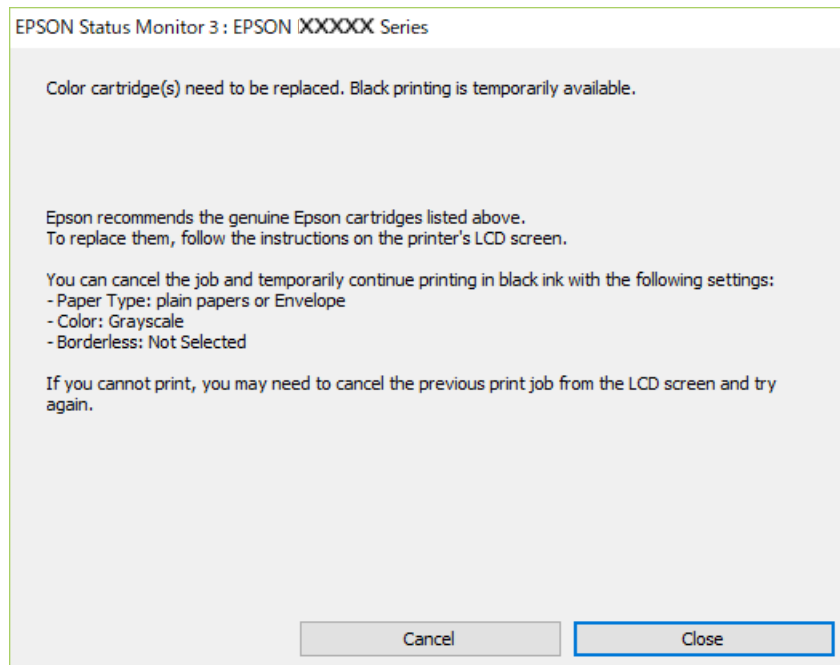 EPSON Status Monitor 3 : EPSON XXXXX Series
Color cartridge(s) need to be replaced. Black printing is temporarily available.
Epson recommends the genuine Epson cartridges listed above.
To replace them, follow the instructions on the printer's LCD screen.
You can cancel the job and temporarily continue printing in black ink with the following settings:
- Paper Type: plain papers or Envelope
- Color: Grayscale
- Borderless: Not Selected
If you cannot print, you may need to cancel the previous print job from the LCD screen and try
again.
Cancel
Close